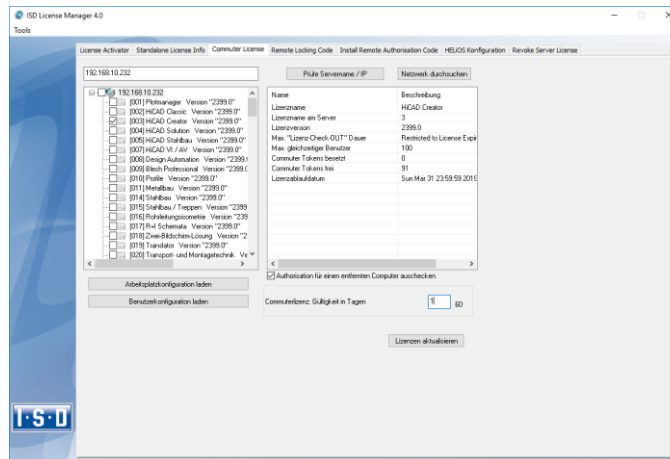 ISD License Manager 4.0
Tools
License Activator Standalone License Info Commuter License Remote Locking Code Install Remote Authorisation Code HELiOS Konfiguration Revoke Server License
192.168.10.232
Prüfe Servername / IP
Netzwerk durchsuchen
192.168.10.232
[001] Plotmanager Version "2399.0"
[002] HiCAD Classic Version "2399.0"
[003] HiCAD Creator Version "2399.0"
[004] HiCAD Solution Version "2399.0"
[005] HiCAD Stahlbau Version "2399.0"
[007] HiCAD VI / AV Version "2399.0"
[008] Design Automation Version "2399.
[009] Blech Professional Version "2399.
[010] Profile Version "2399.0"
[011] Metallbau Version "2399.0"
[014] Stahlbau Version "2399.0"
[015] Stahlbau / Treppen Version "2399
[016] Rohrleitungsisometrie Version "239
[017] R+I Schemata Version "2399.0"
[018] Zwei-Bildschirm-Lösung Version "2
[019] Translator Version "2399.0"
[020] Transport- und Montagetechnik Ve
Name Beschreibung
Lizenzname HiCAD Creator
Lizenzname am Server 3
Lizenzversion 2399.0
Max. "Lizenz-Check-OUT" Dauer Restricted to License Expir
Max. gleichzeitiger Benutzer 100
Commuter Tokens besetzt 0
Commuter Tokens frei 91
Lizenzablaufdatum Sun Mar 31 23:59:59 2019
Authorisation für einen entfernten Computer auschecken
Arbeitsplatzkonfiguration laden
Benutzerkonfiguration laden
Commuterlizenz: Gültigkeit in Tagen 1 60
Lizenzen aktualisieren
I·S·D